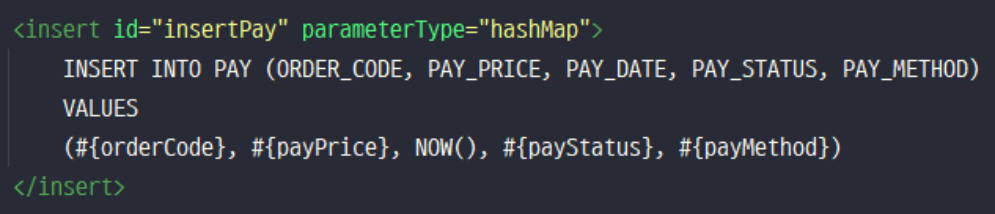 <insert id="insertPay" parameterType="hashMap">
INSERT INTO PAY (ORDER_CODE, PAY_PRICE, PAY_DATE, PAY_STATUS, PAY_METHOD)
VALUES
(#{orderCode}, #{payPrice}, NOW(), #{payStatus}, #{payMethod})
</insert>